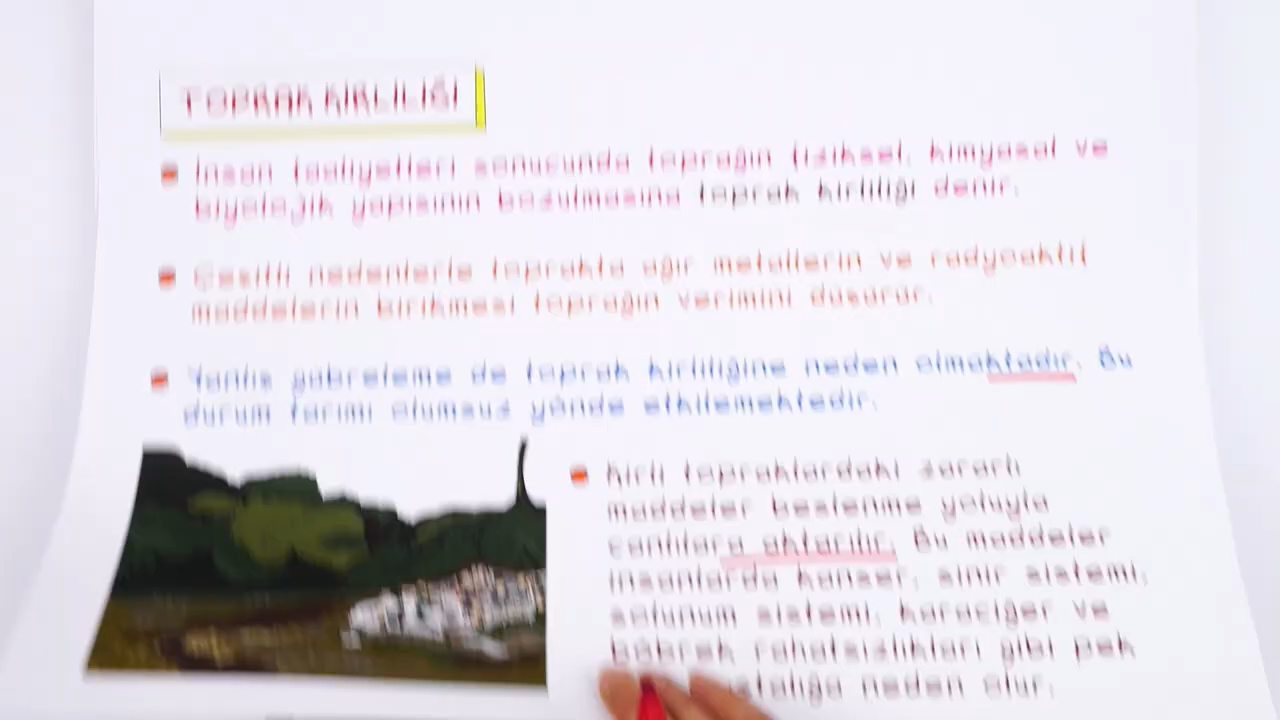 TOPRAK KİRLİLİĞİ
İnsan faaliyetleri sonucunda toprağın fiziksel, kimyasal ve
biyolojik yapısının bozulmasına toprak kirliliği denir.
Çeşitli nedenlerle toprakta ağır metallerin ve radyoaktif
maddelerin birikmesi toprağın verimini düşürür.
Yanlış gübreleme de toprak kirliliğine neden olmaktadır. Bu
durum tarımı olumsuz yönde etkilemektedir.
Kirli topraklardaki zararlı
maddeler beslenme yoluyla
canlılara aktarılır. Bu maddeler
insanlarda kanser, sinir sistemi,
solunum sistemi, karaciğer ve
böbrek rahatsızlıkları gibi pek
neden olur.